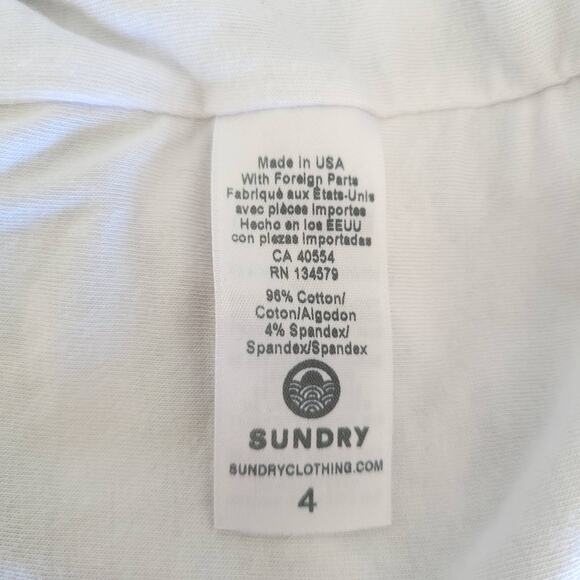 Made in USA
With Foreign Parts
Fabriqué aux États-Unis
avec pièces importes
Hecho en los EEUU
con piezas importadas
CA 40554
RN 134579
96% Cotton/
Coton/Algodon
4% Spandex/
Spandex/Spandex
SUNDRY
SUNDRYCLOTHING.COM
4